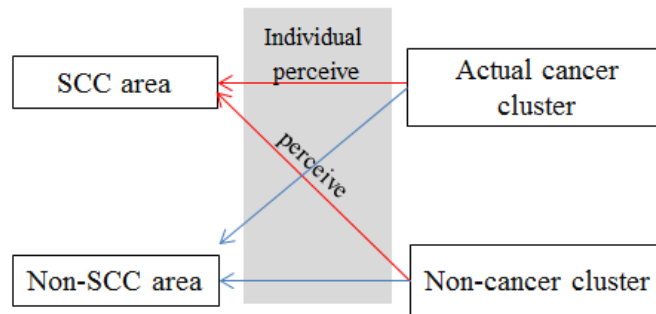 Individual
perceive
SCC area
Actual cancer
cluster
perceive
Non-SCC area
Non-cancer cluster